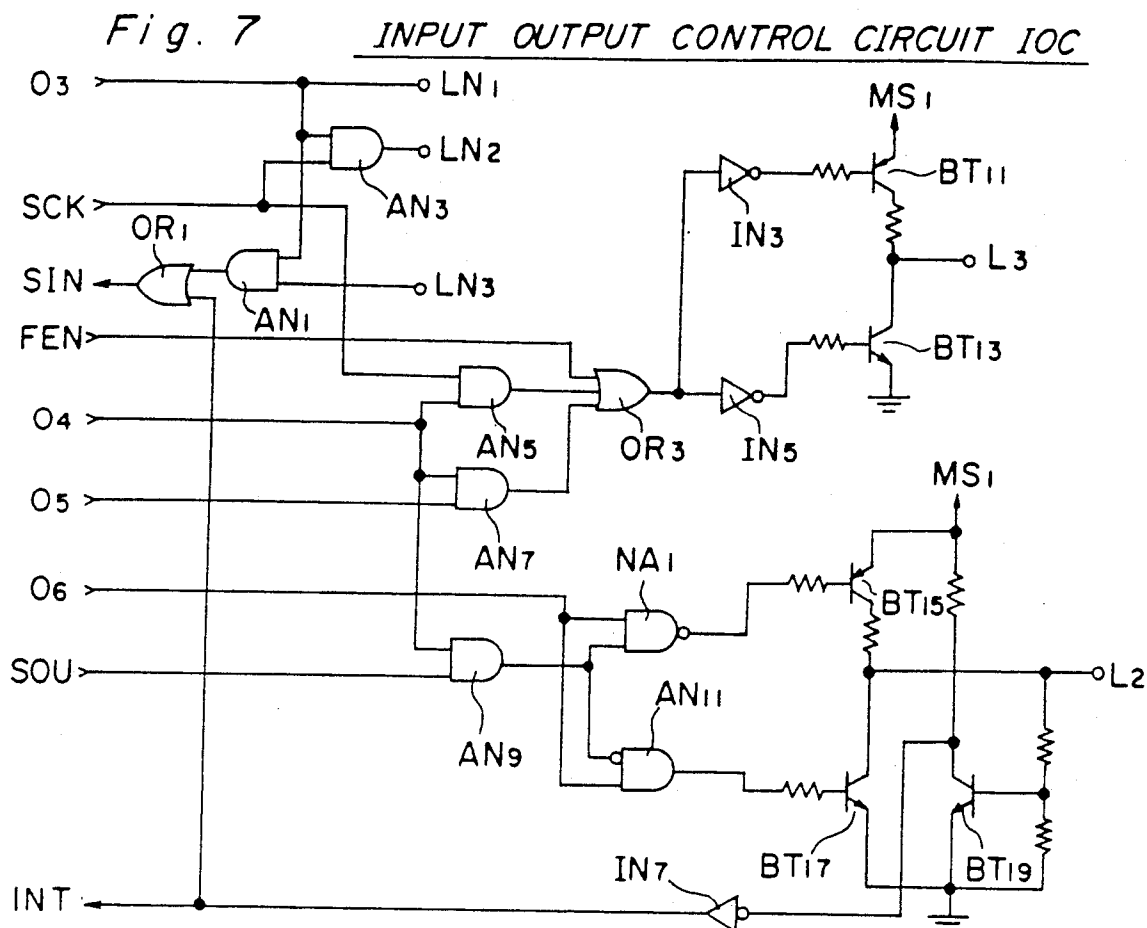 Fig. 7 INPUT OUTPUT CONTROL CIRCUIT IOC
O3
LN1
MS1
LN2
BT11
SCK
AN3
OR1
IN3
SIN
LN3
L3
AN1
FEN
BT13
O4
AN5
OR3
IN5
O5
MS1
AN7
O6
NA1
BT15
SOU
L2
AN11
AN9
BT17
BT19
IN7
INT